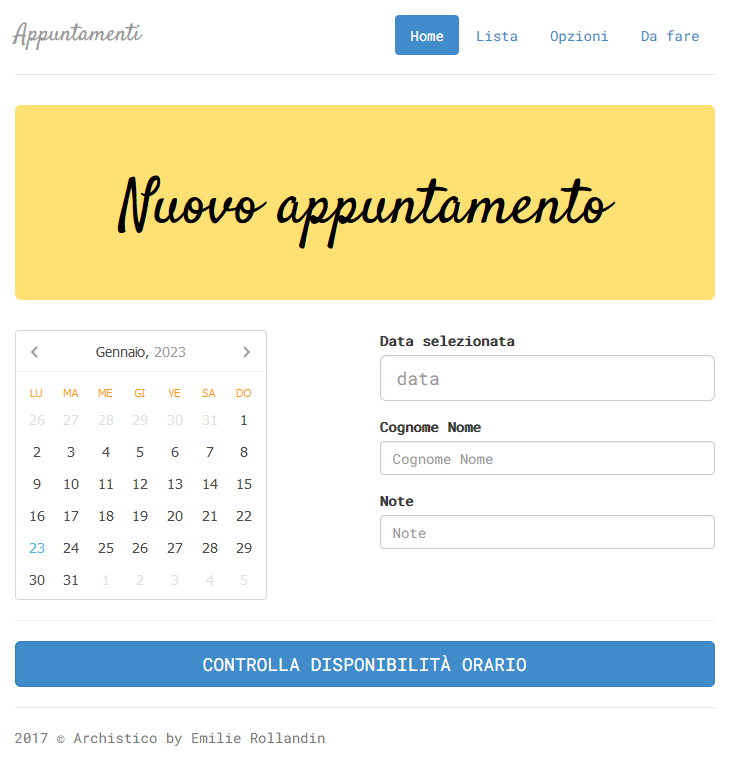 Appuntamenti
Home Lista Opzioni Da fare
Nuovo appuntamento
Gennaio, 2023
LU MA ME GI VE SA DO
26 27 28 29 30 31 1
2 3 4 5 6 7 8
9 10 11 12 13 14 15
16 17 18 19 20 21 22
23 24 25 26 27 28 29
30 31 1 2 3 4 5
Data selezionata
data
Cognome Nome
Cognome Nome
Note
Note
CONTROLLA DISPONIBILITÀ ORARIO
2017 © Archistico by Emilie Rollandin